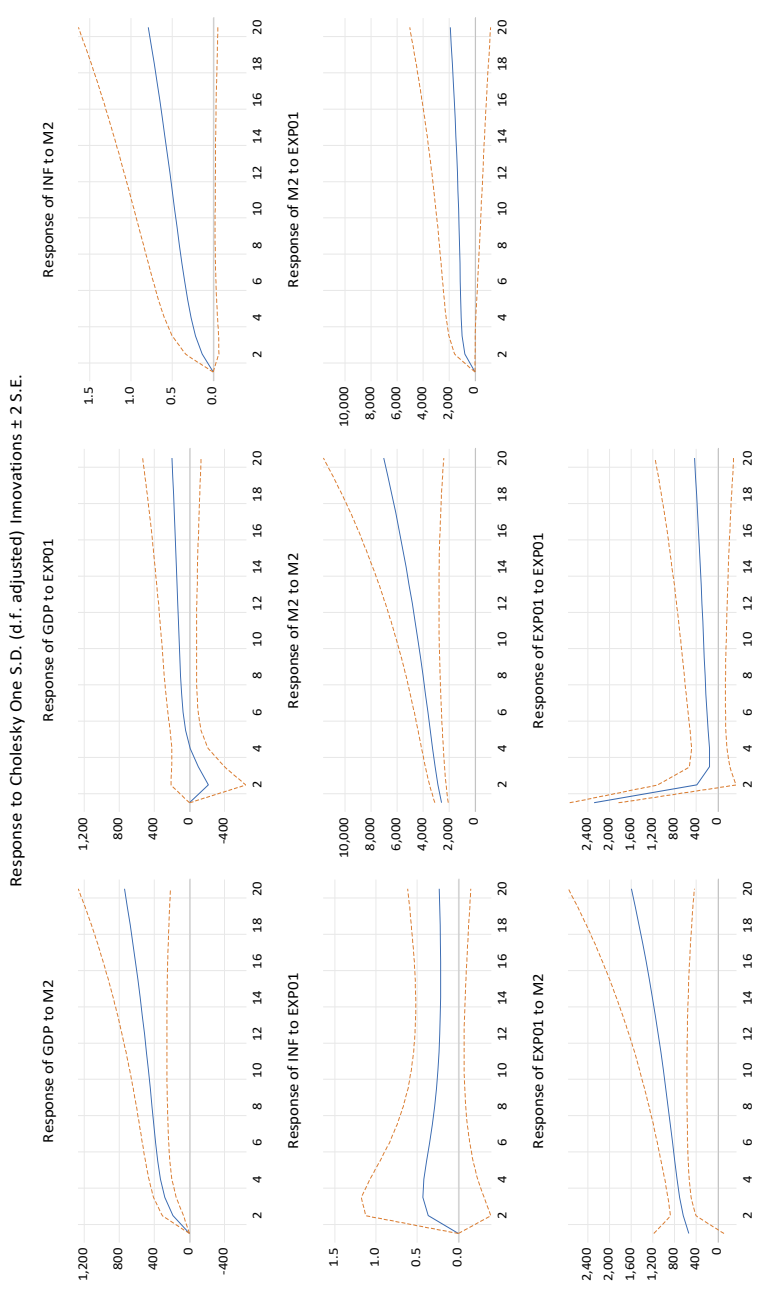 Response to Cholesky One S.D. (d.f. adjusted) Innovations ± 2 S.E.
Response of GDP to M2
1,200
800
400
0
-400
2 4 6 8 10 12 14 16 18 20
Response of GDP to EXP01
1,200
800
400
0
-400
2 4 6 8 10 12 14 16 18 20
Response of INF to M2
1.5
1.0
0.5
0.0
2 4 6 8 10 12 14 16 18 20
Response of INF to EXP01
1.5
1.0
0.5
0.0
2 4 6 8 10 12 14 16 18 20
Response of M2 to M2
10,000
8,000
6,000
4,000
2,000
0
2 4 6 8 10 12 14 16 18 20
Response of M2 to EXP01
10,000
8,000
6,000
4,000
2,000
0
2 4 6 8 10 12 14 16 18 20
Response of EXP01 to M2
2,400
2,000
1,600
1,200
800
400
0
2 4 6 8 10 12 14 16 18 20
Response of EXP01 to EXP01
2,400
2,000
1,600
1,200
800
400
0
2 4 6 8 10 12 14 16 18 20